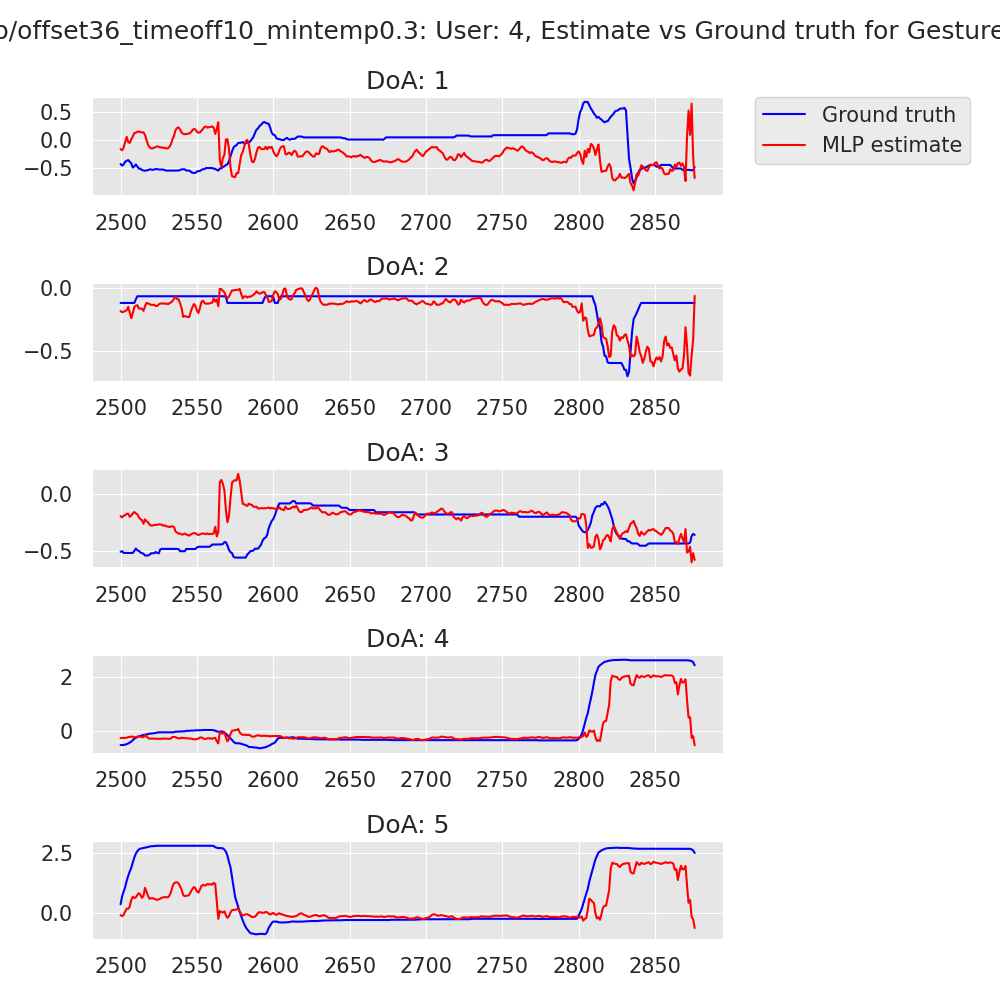 o/offset36_timeoff10_mintemp0.3: User: 4, Estimate vs Ground truth for Gesture
DoA: 1
Ground truth
MLP estimate
0.5
0.0
−0.5
2500 2550 2600 2650 2700 2750 2800 2850
DoA: 2
0.0
−0.5
2500 2550 2600 2650 2700 2750 2800 2850
DoA: 3
0.0
−0.5
2500 2550 2600 2650 2700 2750 2800 2850
DoA: 4
2
0
2500 2550 2600 2650 2700 2750 2800 2850
DoA: 5
2.5
0.0
2500 2550 2600 2650 2700 2750 2800 2850